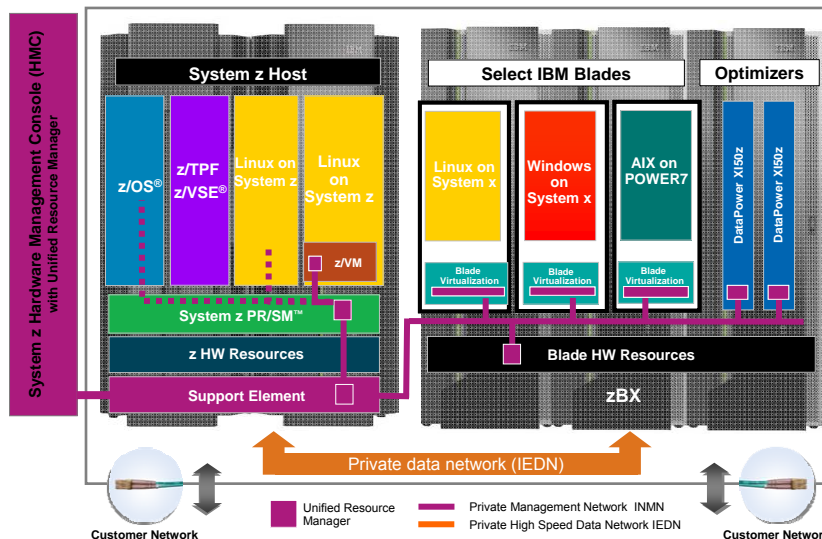 System z Hardware Management Console (HMC)
with Unified Resource Manager
System z Host
Select IBM Blades
Optimizers
z/OS®
z/TPF
z/VSE®
Linux on
System z
Linux
on
System z
z/VM
Linux on
System x
Windows
on
System x
AIX on
POWER7
DataPower XI50z
DataPower XI50z
Blade
Virtualization
Blade
Virtualization
Blade
Virtualization
System z PR/SM™
z HW Resources
Support Element
Blade HW Resources
zBX
Private data network (IEDN)
Customer Network
Unified Resource
Manager
Private Management Network INMN
Private High Speed Data Network IEDN
Customer Network